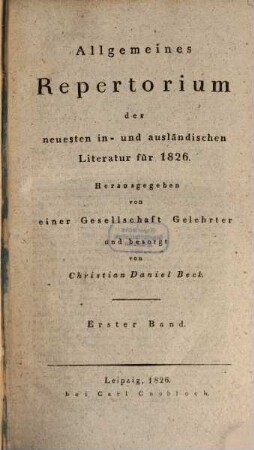 Allgemeines
Repertorium
der
neuesten in- und ausländischen
Literatur für 1826.
Herausgegeben
von
einer Gesellschaft Gelehrter
und besorgt
von
Christian Daniel Beck.
Erster Band.
Leipzig, 1826.
bei Carl Cnobloch.